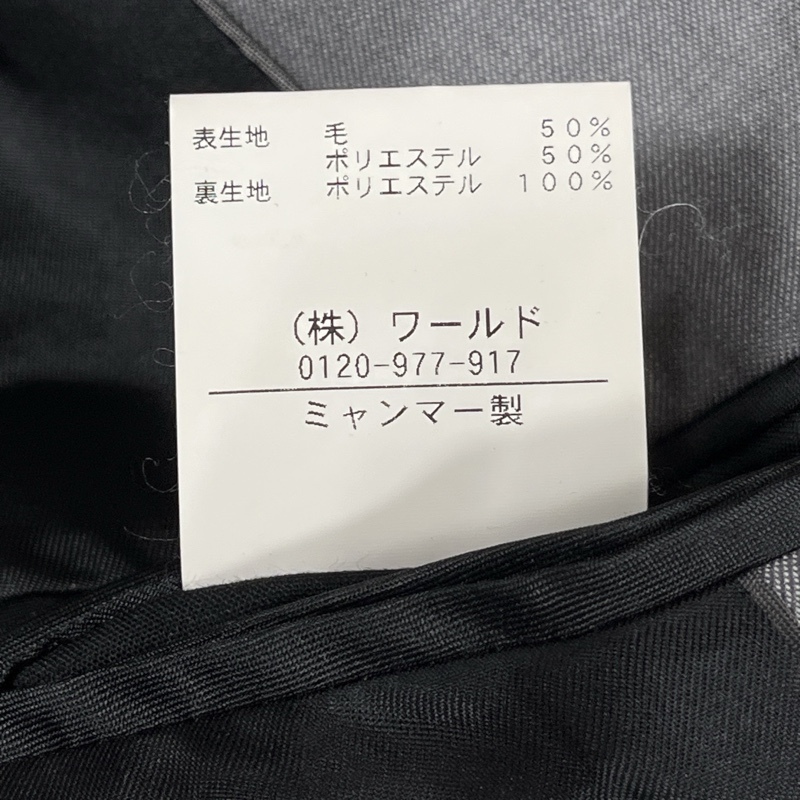 表生地 毛 50%
ポリエステル 50%
裏生地 ポリエステル 100%
(株) ワールド
0120-977-917
ミャンマー製